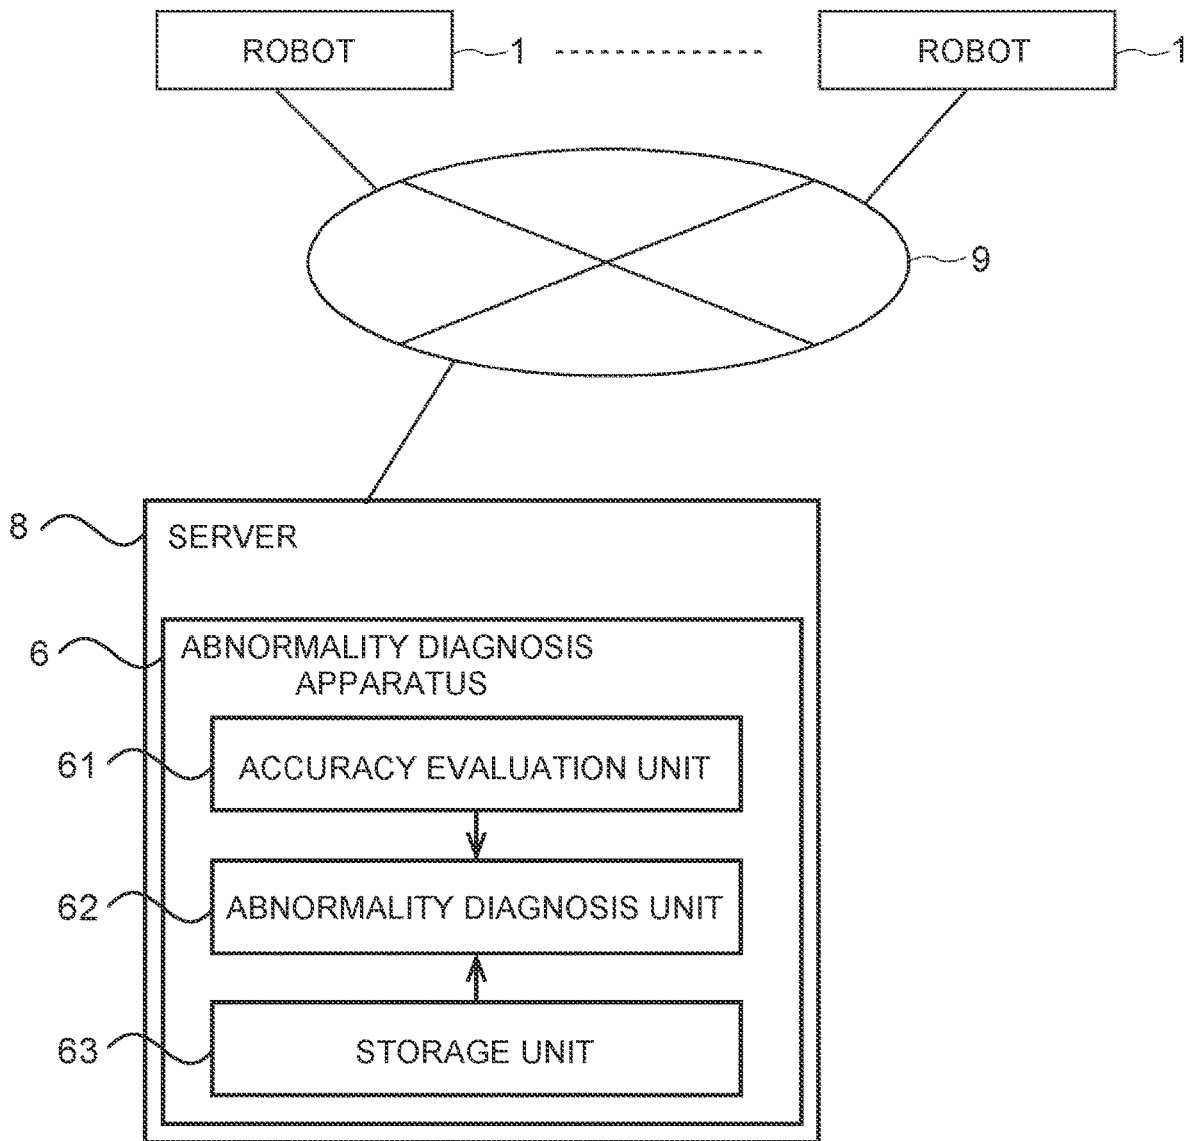 ROBOT 1 ROBOT 1
9
8 SERVER
6 ABNORMALITY DIAGNOSIS
APPARATUS
61 ACCURACY EVALUATION UNIT
62 ABNORMALITY DIAGNOSIS UNIT
63 STORAGE UNIT